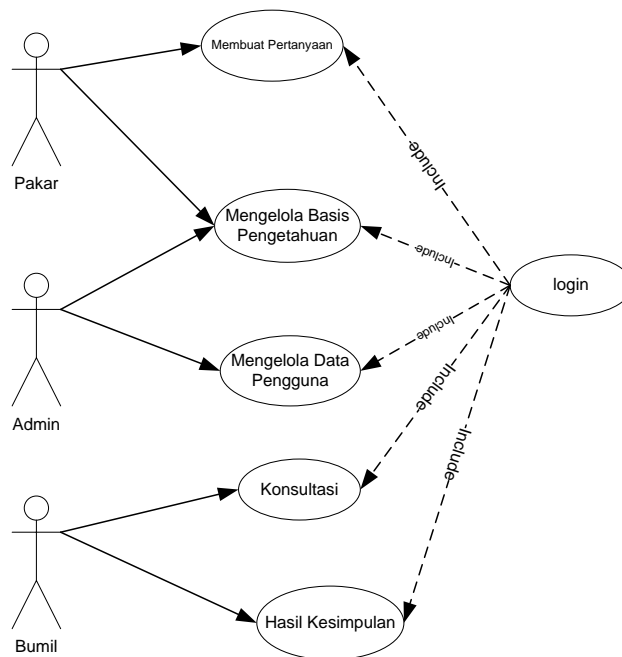 Membuat Pertanyaan
Include
Pakar
Mengelola Basis
Pengetahuan
Include
login
Include
Mengelola Data
Pengguna
Include
Admin
Include
Konsultasi
Hasil Kesimpulan
Bumil